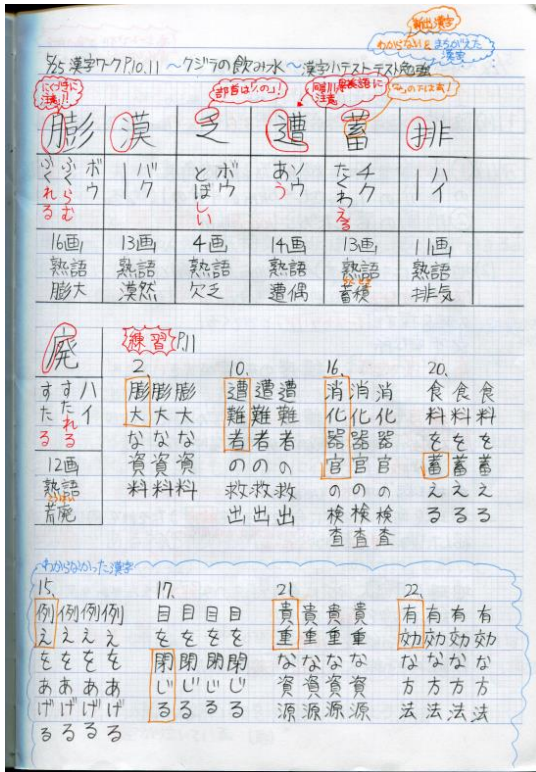 新出漢字
わからない&まちがえた
漢字
5/25 漢字ワークP.10.11 〜クジラの飲み水〜漢字小テストテスト勉強
にくづきに
注意!!
部首は「ノの」!
同訓異義語に
注意
膨 漠 乏 遭 蓄 排
ボウ
ふくらむ
ふくれる
バク
ー
ボウ
とぼしい
ソウ
あう
チク
たくわえる
ハイ
ー
16画 13画 4画 14画 13画 11画
熟語 熟語 熟語 熟語 熟語 熟語
膨大 漠然 欠乏 遭偶 蓄積 排気
廃
ハイ
すたれる
すたる
12画
熟語
荒廃
練習 P.11
2.
膨大な資料
膨大な資料
膨大な資料
10.
遭難者の救出
遭難者の救出
遭難者の救出
16.
消化器官の検査
消化器官の検査
消化器官の検査
20.
食料を蓄える
食料を蓄える
食料を蓄える
わからなかった漢字
15.
例えをあげる
例えをあげる
例えをあげる
例えをあげる
17.
目を閉じる
目を閉じる
目を閉じる
目を閉じる
21.
貴重な資源
貴重な資源
貴重な資源
貴重な資源
22.
有効な方法
有効な方法
有効な方法
有効な方法